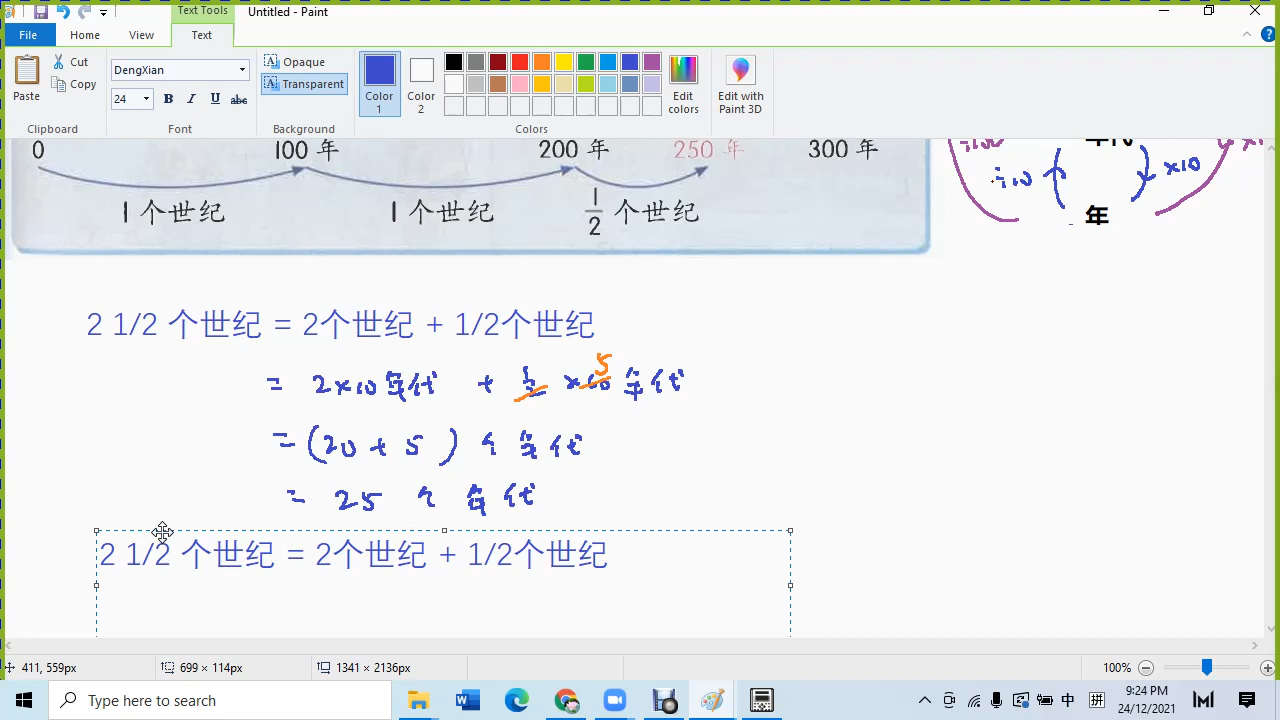 Text Tools Untitled - Paint
File Home View Text
Paste Cut Copy DengXian 24 B I U abc Opaque Transparent Color 1 Color 2 Edit colors Edit with Paint 3D
Clipboard Font Background Colors
0 100 年 200 年 250 年 300 年
1 个世纪 1 个世纪 1/2 个世纪
÷10 ×10
年
2 1/2 个世纪 = 2个世纪 + 1/2个世纪
= 2×10年代 + 1/2 ×10 5 年代
= (20 + 5 ) 个年代
= 25 个年代
2 1/2 个世纪 = 2个世纪 + 1/2个世纪
411, 559px 699 × 114px 1341 × 2136px 100%
Type here to search 中 拼 9:24 PM
24/12/2021